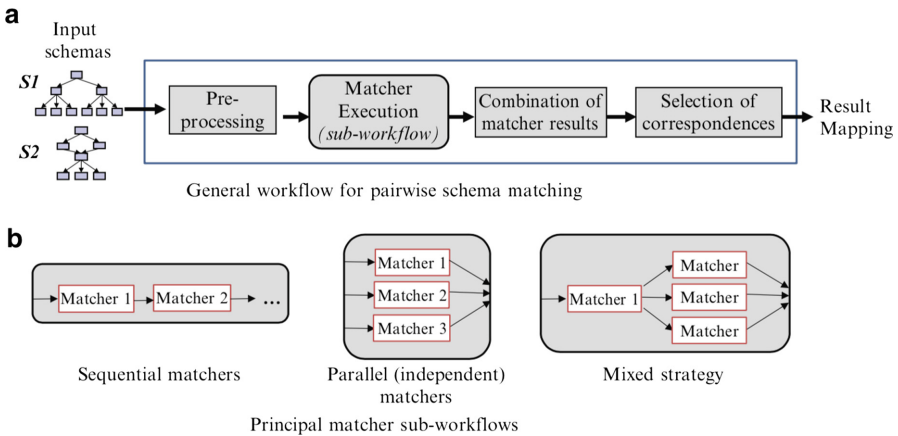 a
Input
schemas
S1
S2
Pre-
processing
Matcher
Execution
(sub-workflow)
Combination of
matcher results
Selection of
correspondences
Result
Mapping
General workflow for pairwise schema matching
b
Matcher 1
Matcher 2
...
Sequential matchers
Matcher 1
Matcher 2
Matcher 3
Parallel (independent)
matchers
Matcher 1
Matcher
Matcher
Matcher
Mixed strategy
Principal matcher sub-workflows